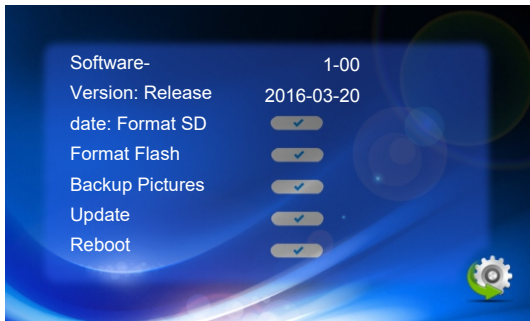 Software- 1-00
Version: Release 2016-03-20
date: Format SD
Format Flash
Backup Pictures
Update
Reboot